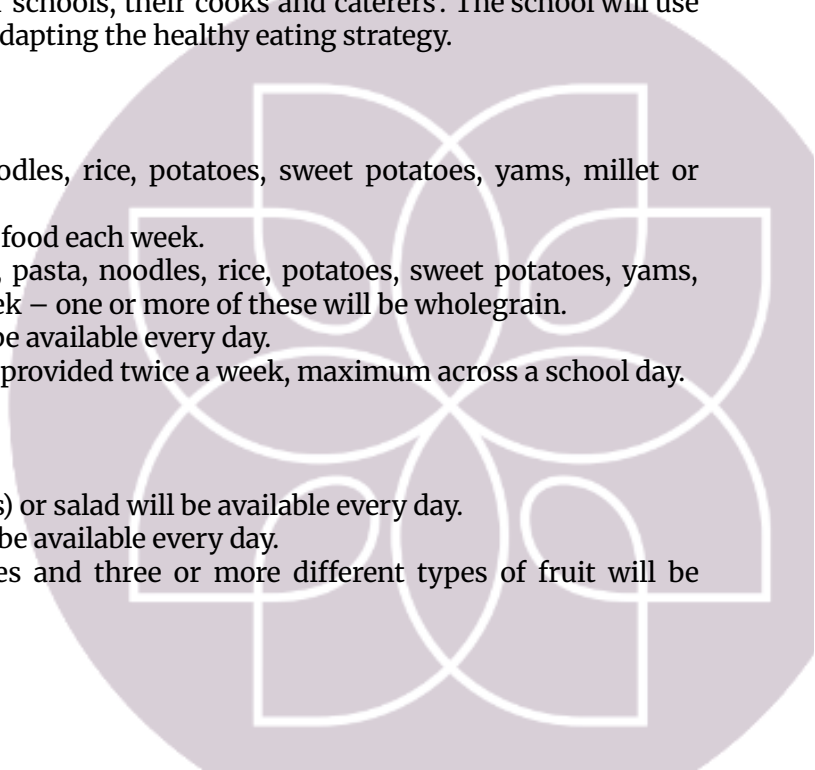 schools, their cooks and caterers'. The school will use
dapting the healthy eating strategy.
odles, rice, potatoes, sweet potatoes, yams, millet or
food each week.
, pasta, noodles, rice, potatoes, sweet potatoes, yams,
ek – one or more of these will be wholegrain.
be available every day.
provided twice a week, maximum across a school day.
s) or salad will be available every day.
be available every day.
es and three or more different types of fruit will be